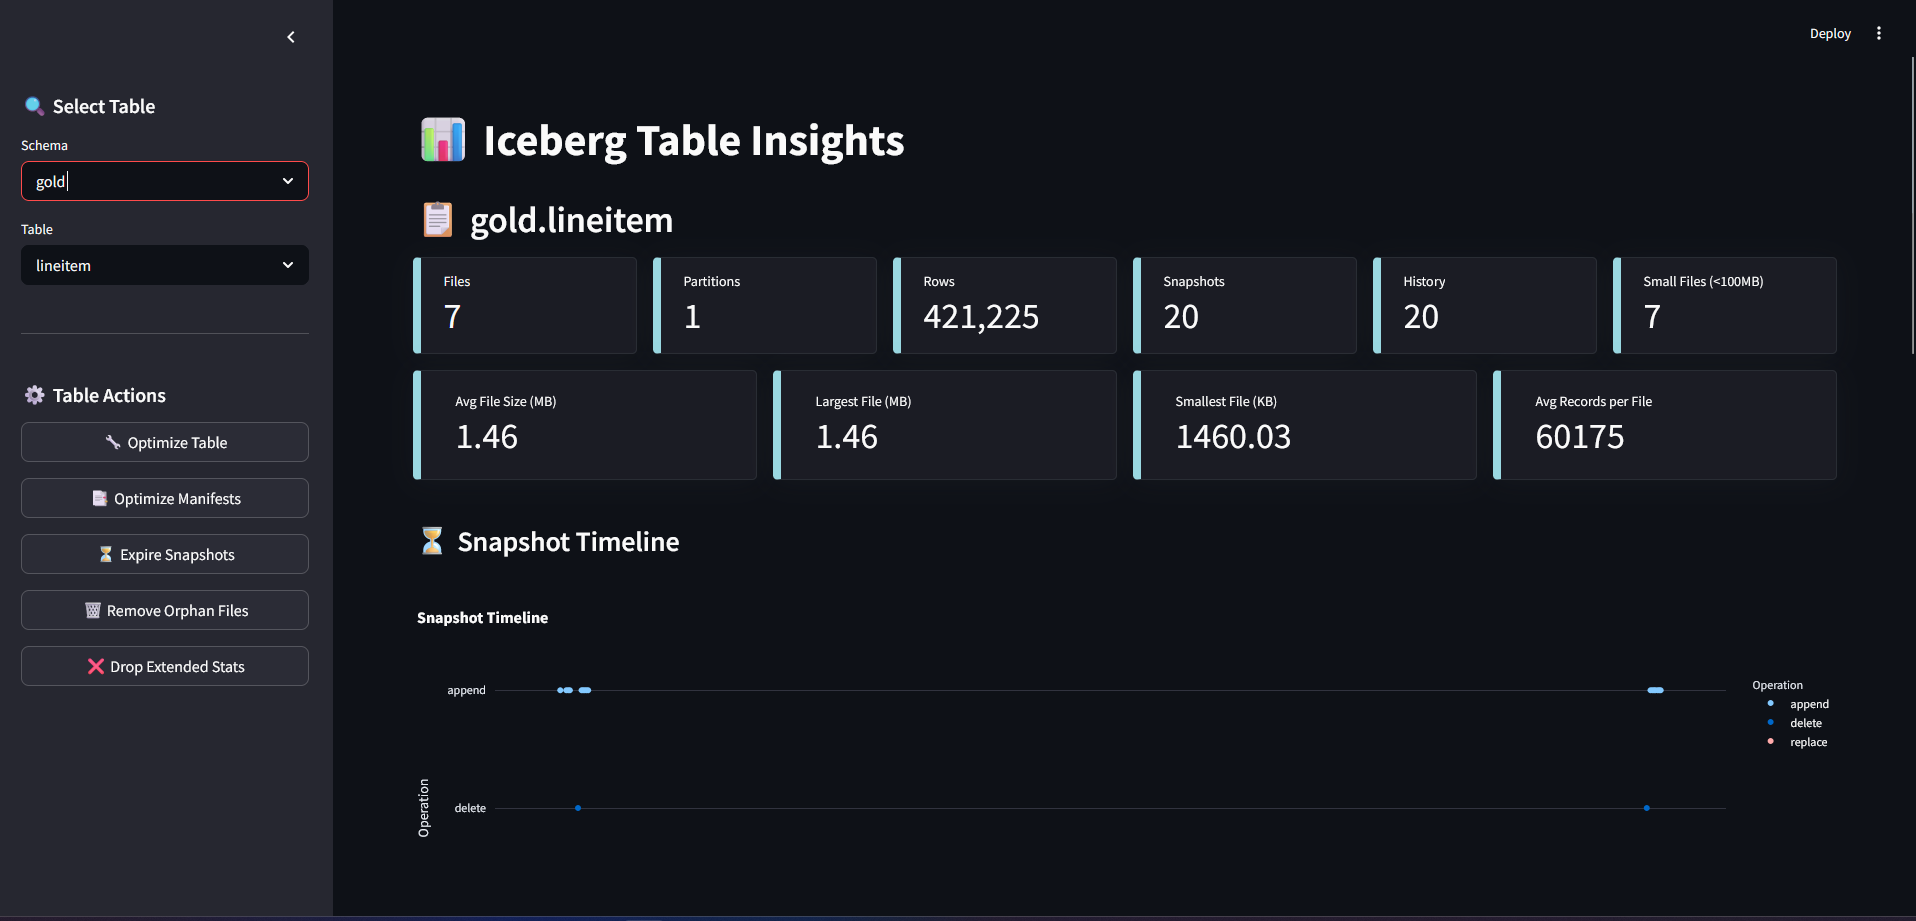 Deploy
Select Table
Schema
gold
Table
lineitem
Table Actions
Optimize Table
Optimize Manifests
Expire Snapshots
Remove Orphan Files
Drop Extended Stats
Iceberg Table Insights
gold.lineitem
Files
7
Partitions
1
Rows
421,225
Snapshots
20
History
20
Small Files (<100MB)
7
Avg File Size (MB)
1.46
Largest File (MB)
1.46
Smallest File (KB)
1460.03
Avg Records per File
60175
Snapshot Timeline
Snapshot Timeline
append
delete
Operation
Operation
append
delete
replace